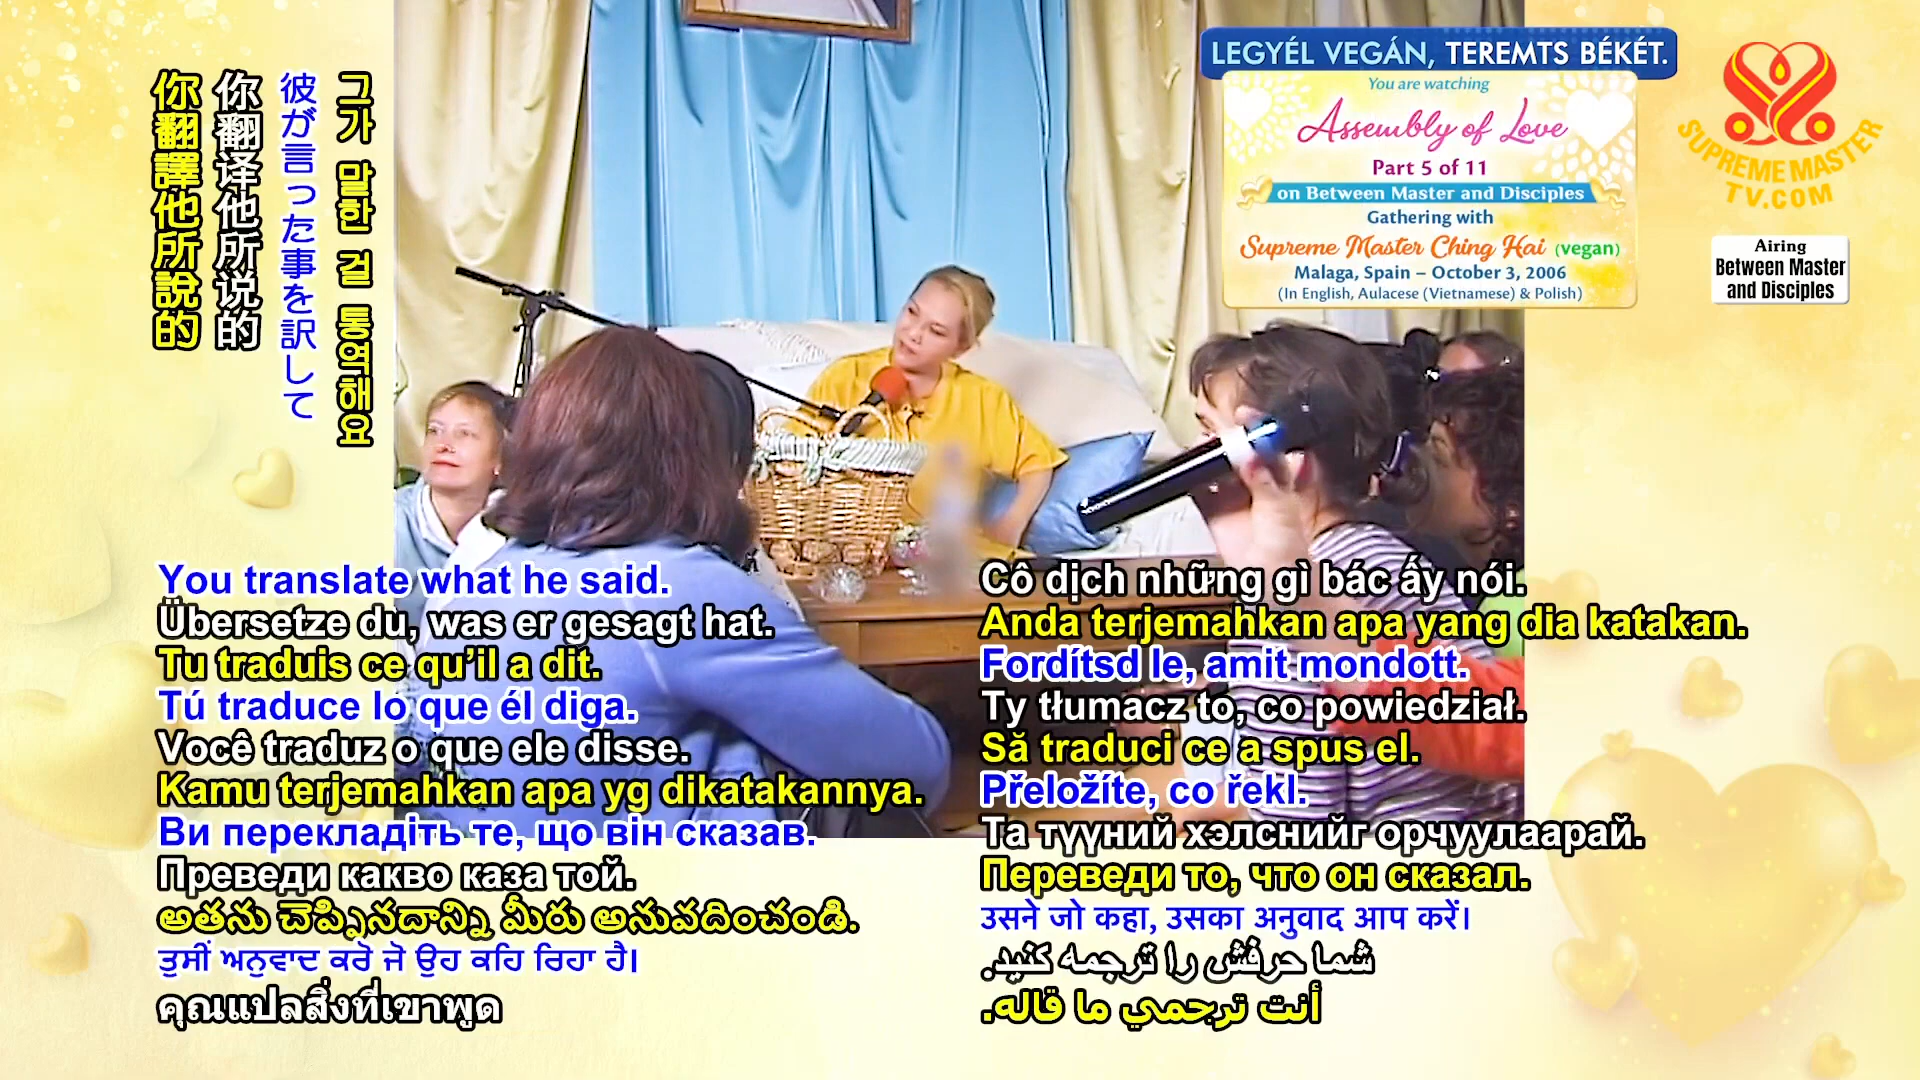 LEGYÉL VEGÁN, TEREMTS BÉKÉT.
You are watching
Assembly of Love
Part 5 of 11
on Between Master and Disciples
Gathering with
Supreme Master Ching Hai (vegan)
Malaga, Spain – October 3, 2006
(In English, Aulacese (Vietnamese) & Polish)
SUPREME MASTER
TV.COM
Airing
Between Master
and Disciples
你翻譯他所說的
你翻译他所说的
彼が言った事を訳して
그가 말한 걸 통역해요
You translate what he said.
Übersetze du, was er gesagt hat.
Tu traduis ce qu’il a dit.
Tú traduce lo que él diga.
Você traduz o que ele disse.
Kamu terjemahkan apa yg dikatakannya.
Ви перекладіть те, що він сказав.
Преведи какво каза той.
అతను చెప్పినదాన్ని మీరు అనువదించండి.
ਤੁਸੀਂ ਅਨੁਵਾਦ ਕਰੋ ਜੋ ਉਹ ਕਹਿ ਰਿਹਾ ਹੈ।
คุณแปลสิ่งที่เขาพูด
Cô dịch những gì bác ấy nói.
Anda terjemahkan apa yang dia katakan.
Fordítsd le, amit mondott.
Ty tłumacz to, co powiedział.
Să traduci ce a spus el.
Přeložíte, co řekl.
Та түүний хэлснийг орчуулаарай.
Переведи то, что он сказал.
उसने जो कहा, उसका अनुवाद आप करें।
شما حرفش را ترجمه کنید.
أنت ترجمي ما قاله.